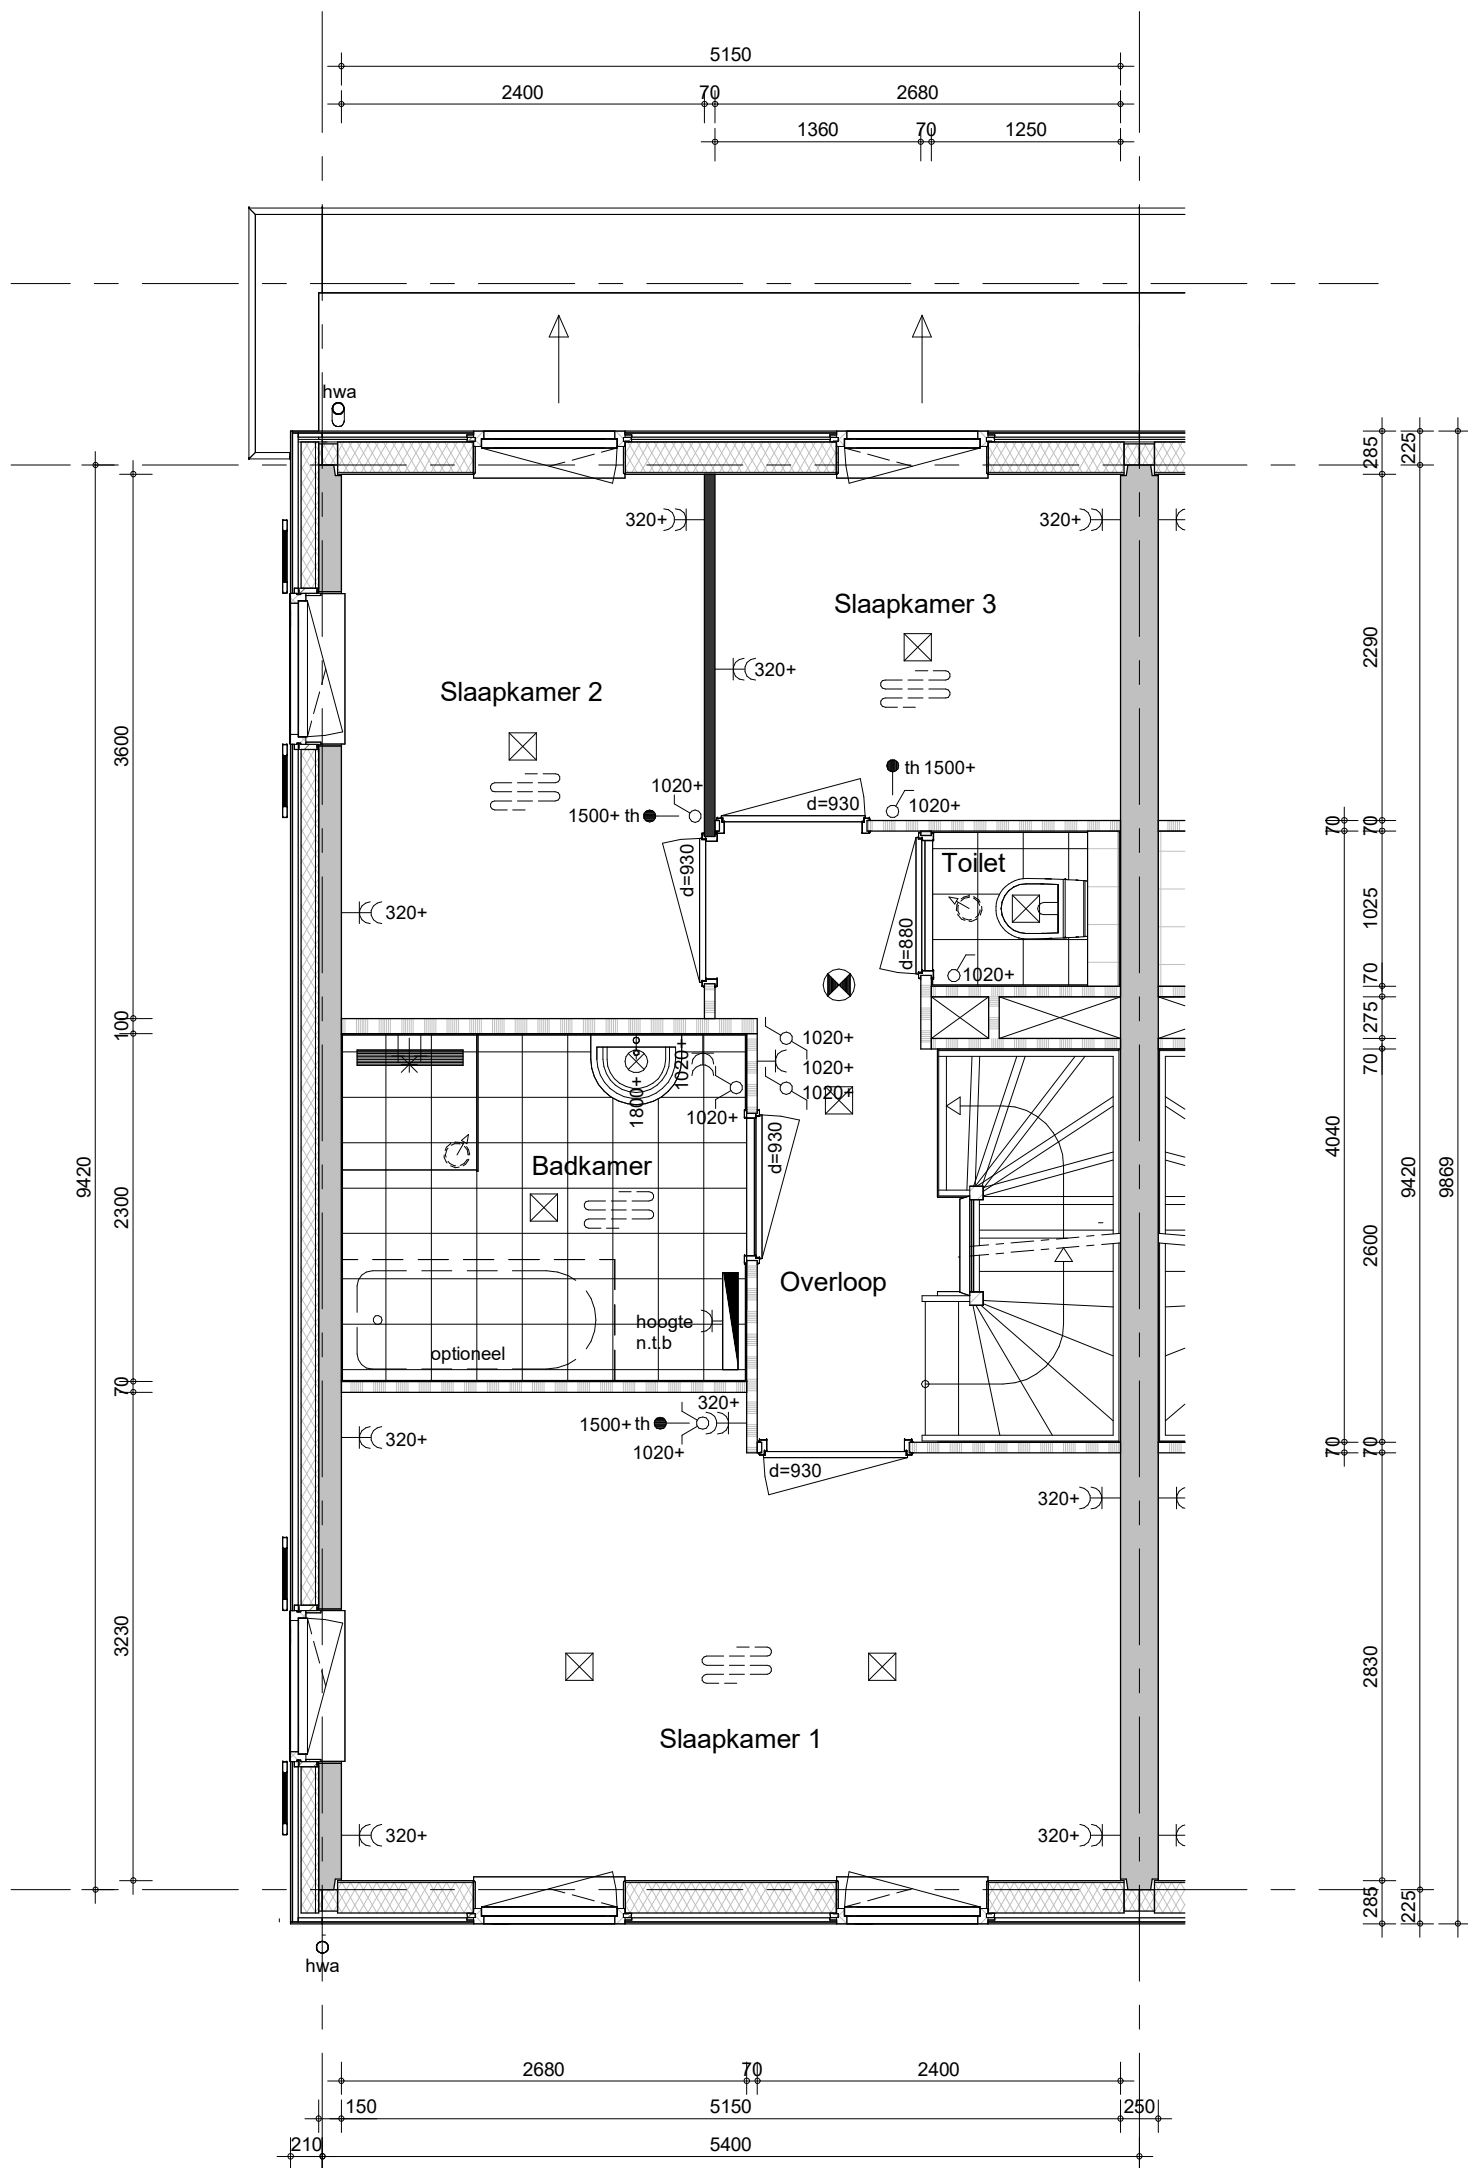 5150
2400 70 2680
1360 70 1250
hwa
285 225
320+ 320+
Slaapkamer 3
2290
320+
Slaapkamer 2
3600
th 1500+
1020+
1500+ th
d=930
1020+
70 70
Toilet
d=930
1025
320+
d=880
1020+
70
275
100
1020+
1020+
1020+
70
1020+
1800+
1020+
d=930
4040
Badkamer
9420
2300
9420
9869
2600
Overloop
hoogte
n.t.b
optioneel
70
320+
1500+ th
1020+
320+
70 70
d=930
320+
3230
2830
Slaapkamer 1
320+ 320+
285 225
hwa
2680 70 2400
150 5150 250
210 5400